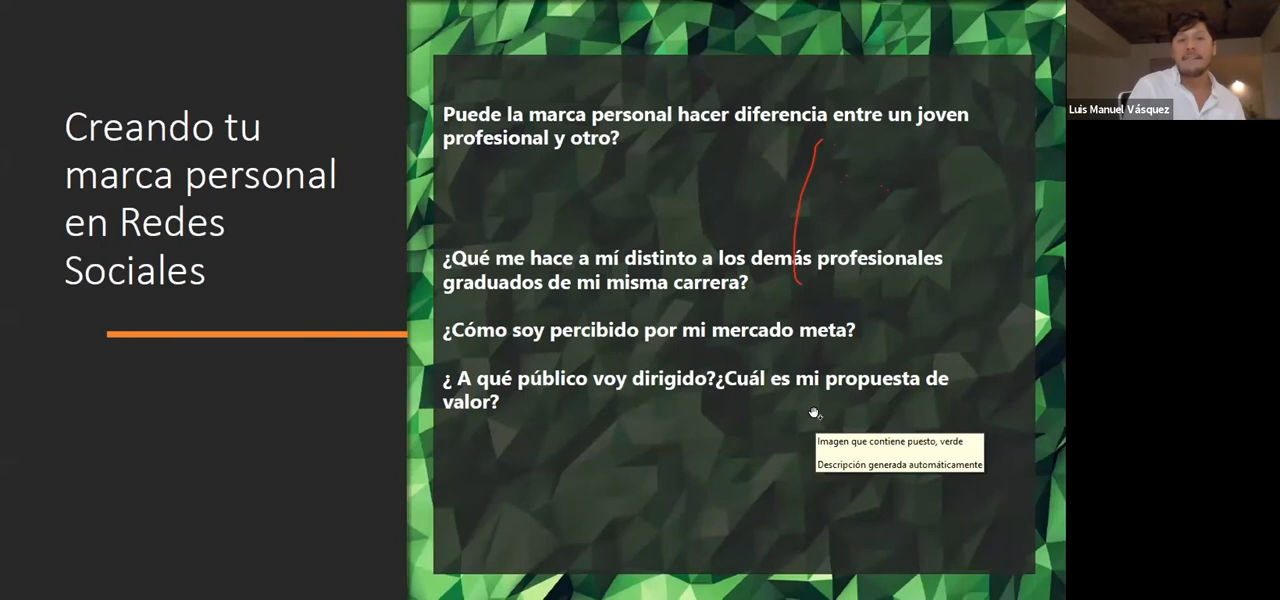 Creando tu
marca personal
en Redes
Sociales
Puede la marca personal hacer diferencia entre un joven
profesional y otro?
¿Qué me hace a mí distinto a los demás profesionales
graduados de mi misma carrera?
¿Cómo soy percibido por mi mercado meta?
¿ A qué público voy dirigido?¿Cuál es mi propuesta de
valor?
Imagen que contiene puesto, verde
Descripción generada automáticamente
Luis Manuel Vásquez